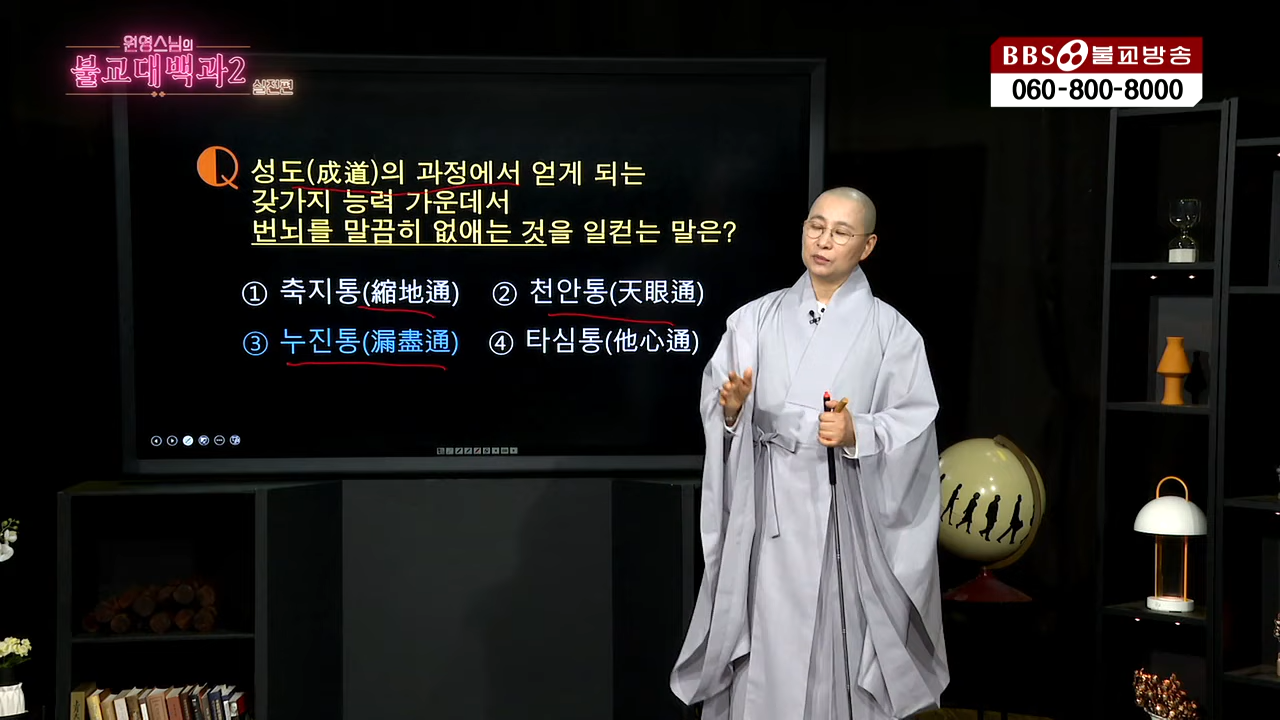 원영스님의
불교대백과2
실전편
BBS 불교방송
060-800-8000
Q 성도(成道)의 과정에서 얻게 되는
갖가지 능력 가운데서
번뇌를 말끔히 없애는 것을 일컫는 말은?
① 축지통(縮地通) ② 천안통(天眼通)
③ 누진통(漏盡通) ④ 타심통(他心通)